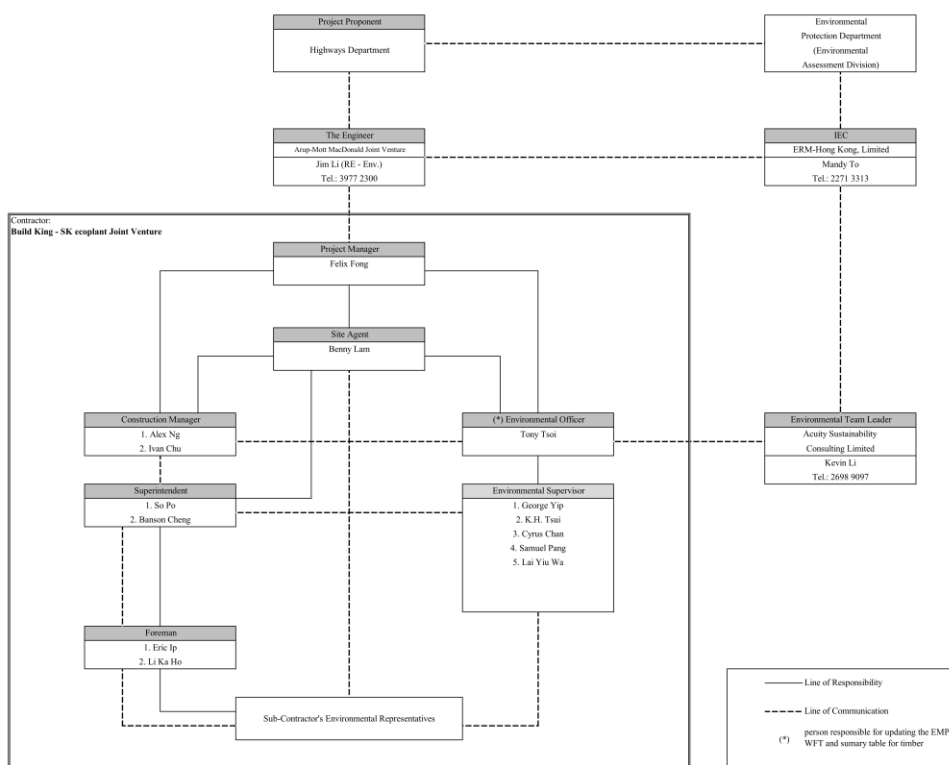 Project Proponent
Highways Department
Environmental
Protection Department
(Environmental
Assessment Division)
The Engineer
Arup-Mott MacDonald Joint Venture
Jim Li (RE - Env.)
Tel.: 3977 2300
IEC
ERM-Hong Kong, Limited
Mandy To
Tel.: 2271 3313
Contractor:
Build King - SK ecoplant Joint Venture
Project Manager
Felix Fong
Site Agent
Benny Lam
Construction Manager
1. Alex Ng
2. Ivan Chu
(*) Environmental Officer
Tony Tsoi
Environmental Team Leader
Acuity Sustainability
Consulting Limited
Kevin Li
Tel.: 2698 9097
Superintendent
1. So Po
2. Banson Cheng
Environmental Supervisor
1. George Yip
2. K.H. Tsui
3. Cyrus Chan
4. Samuel Pang
5. Lai Yiu Wa
Foreman
1. Eric Ip
2. Li Ka Ho
Sub-Contractor's Environmental Representatives
Line of Responsibility
Line of Communication
(*) person responsible for updating the EMP
WFT and sumary table for timber